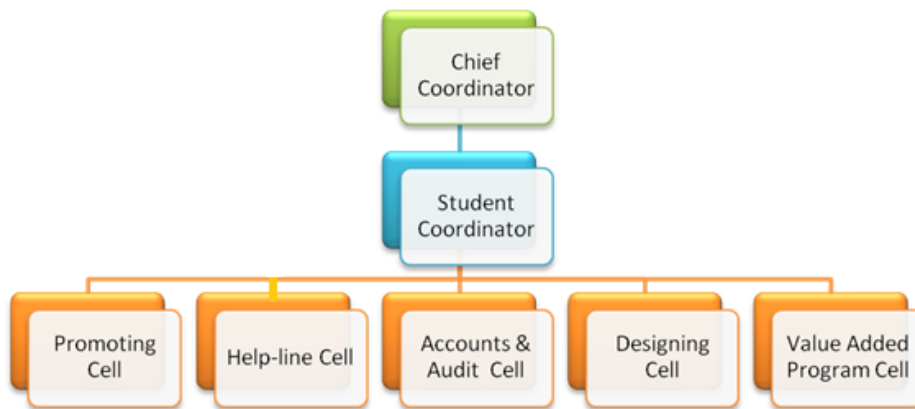 Chief
Coordinator
Student
Coordinator
Promoting
Cell
Help-line Cell
Accounts &
Audit Cell
Designing
Cell
Value Added
Program Cell